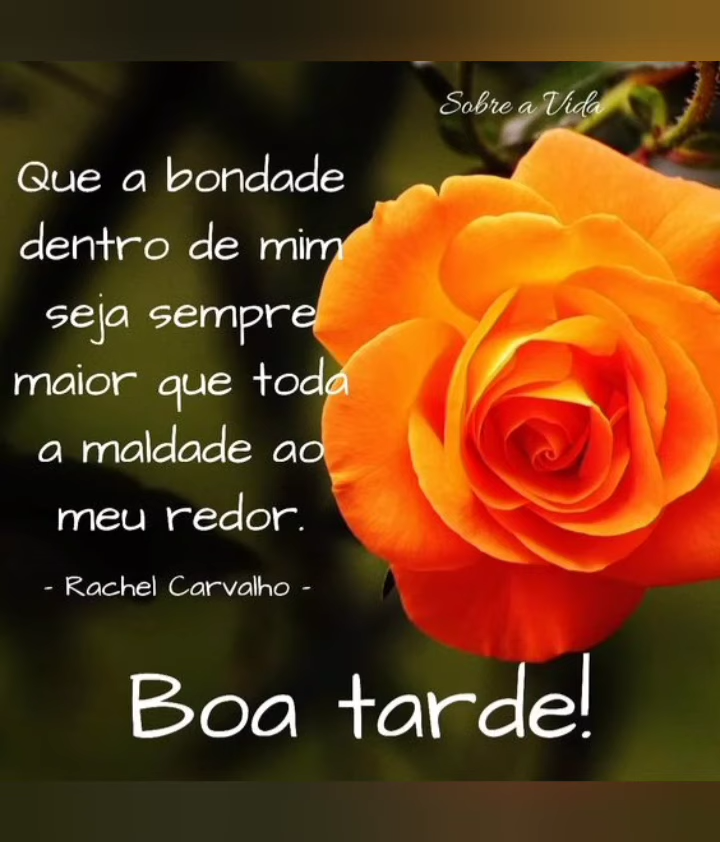 Sobre a Vida
Que a bondade
dentro de mim
seja sempre
maior que toda
a maldade ao
meu redor.
- Rachel Carvalho -
Boa tarde!